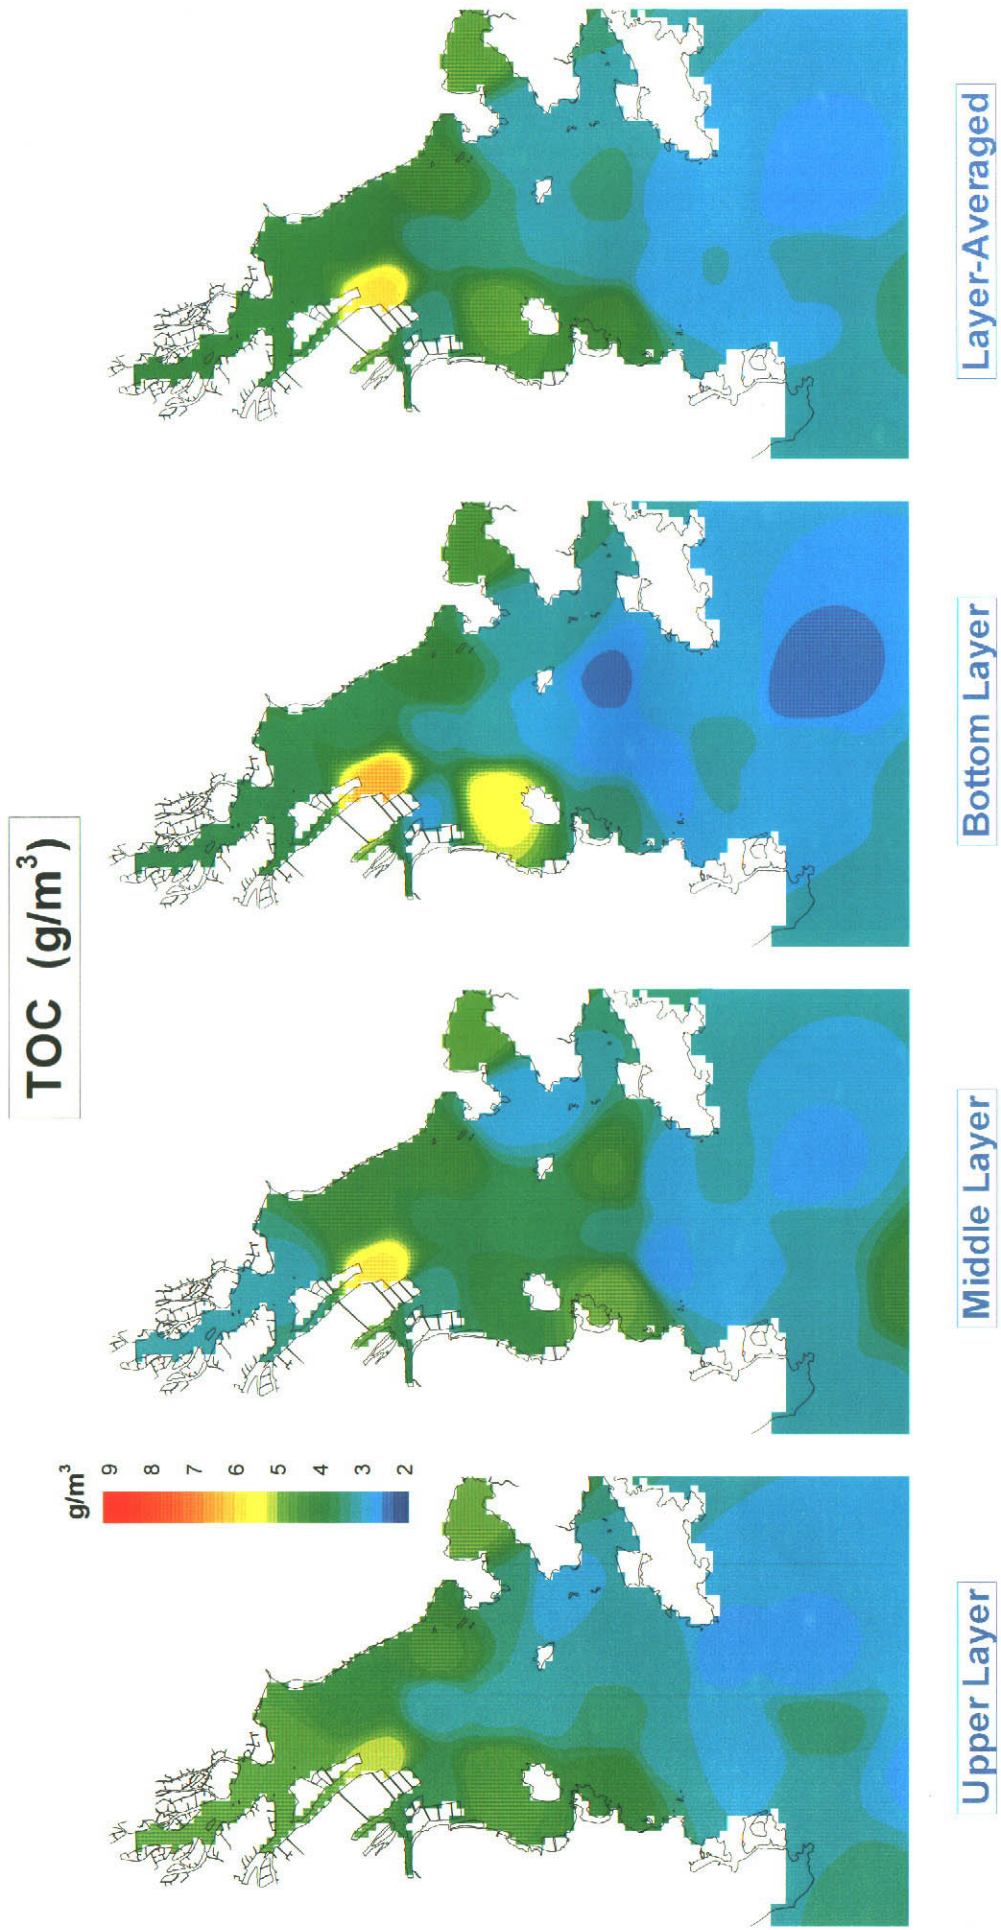 TOC (g/m³)
g/m³
9
8
7
6
5
4
3
2
Upper Layer
Middle Layer
Bottom Layer
Layer-Averaged